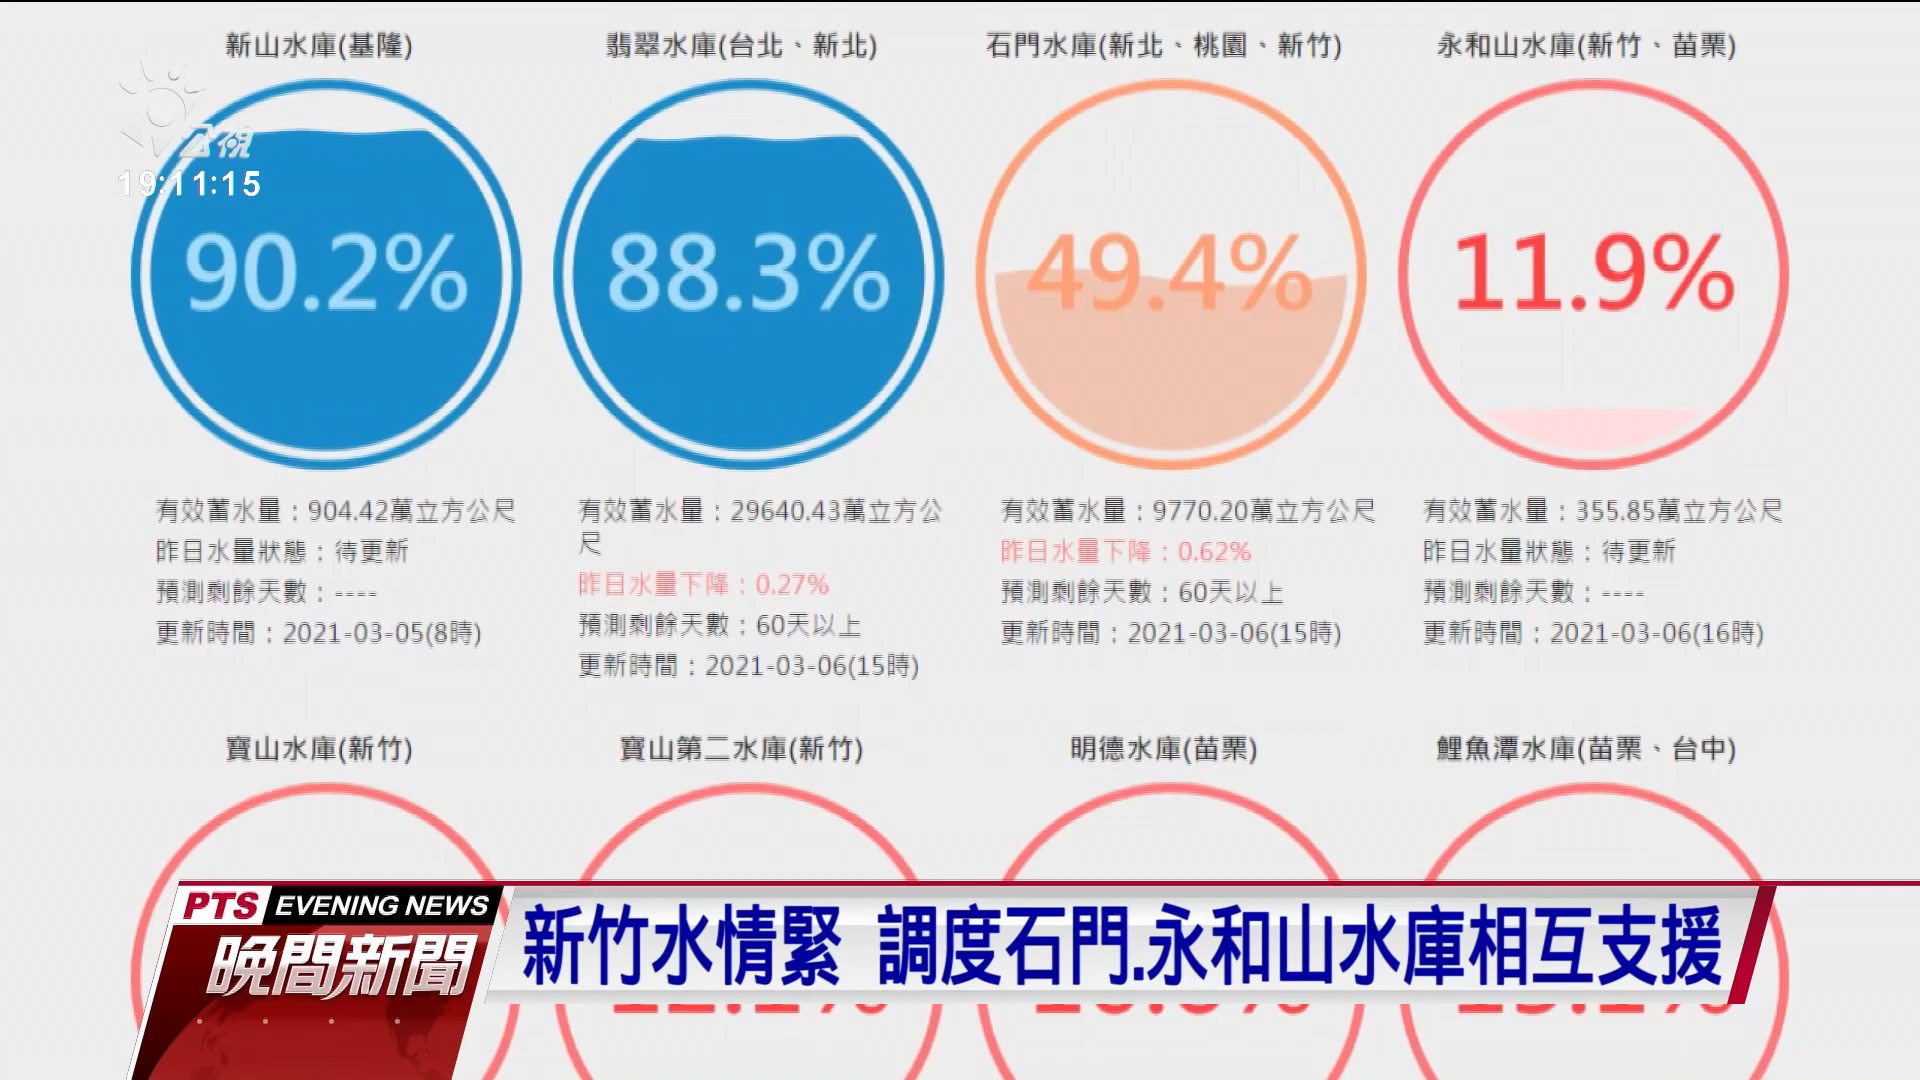 新山水庫(基隆)
翡翠水庫(台北、新北)
石門水庫(新北、桃園、新竹)
永和山水庫(新竹、苗栗)
公視
19:11:15
90.2%
88.3%
49.4%
11.9%
有效蓄水量：904.42萬立方公尺
昨日水量狀態：待更新
預測剩餘天數：----
更新時間：2021-03-05(8時)
有效蓄水量：29640.43萬立方公
尺
昨日水量下降：0.27%
預測剩餘天數：60天以上
更新時間：2021-03-06(15時)
有效蓄水量：9770.20萬立方公尺
昨日水量下降：0.62%
預測剩餘天數：60天以上
更新時間：2021-03-06(15時)
有效蓄水量：355.85萬立方公尺
昨日水量狀態：待更新
預測剩餘天數：----
更新時間：2021-03-06(16時)
寶山水庫(新竹)
寶山第二水庫(新竹)
明德水庫(苗栗)
鯉魚潭水庫(苗栗、台中)
PTS EVENING NEWS
晚間新聞
新竹水情緊 調度石門.永和山水庫相互支援